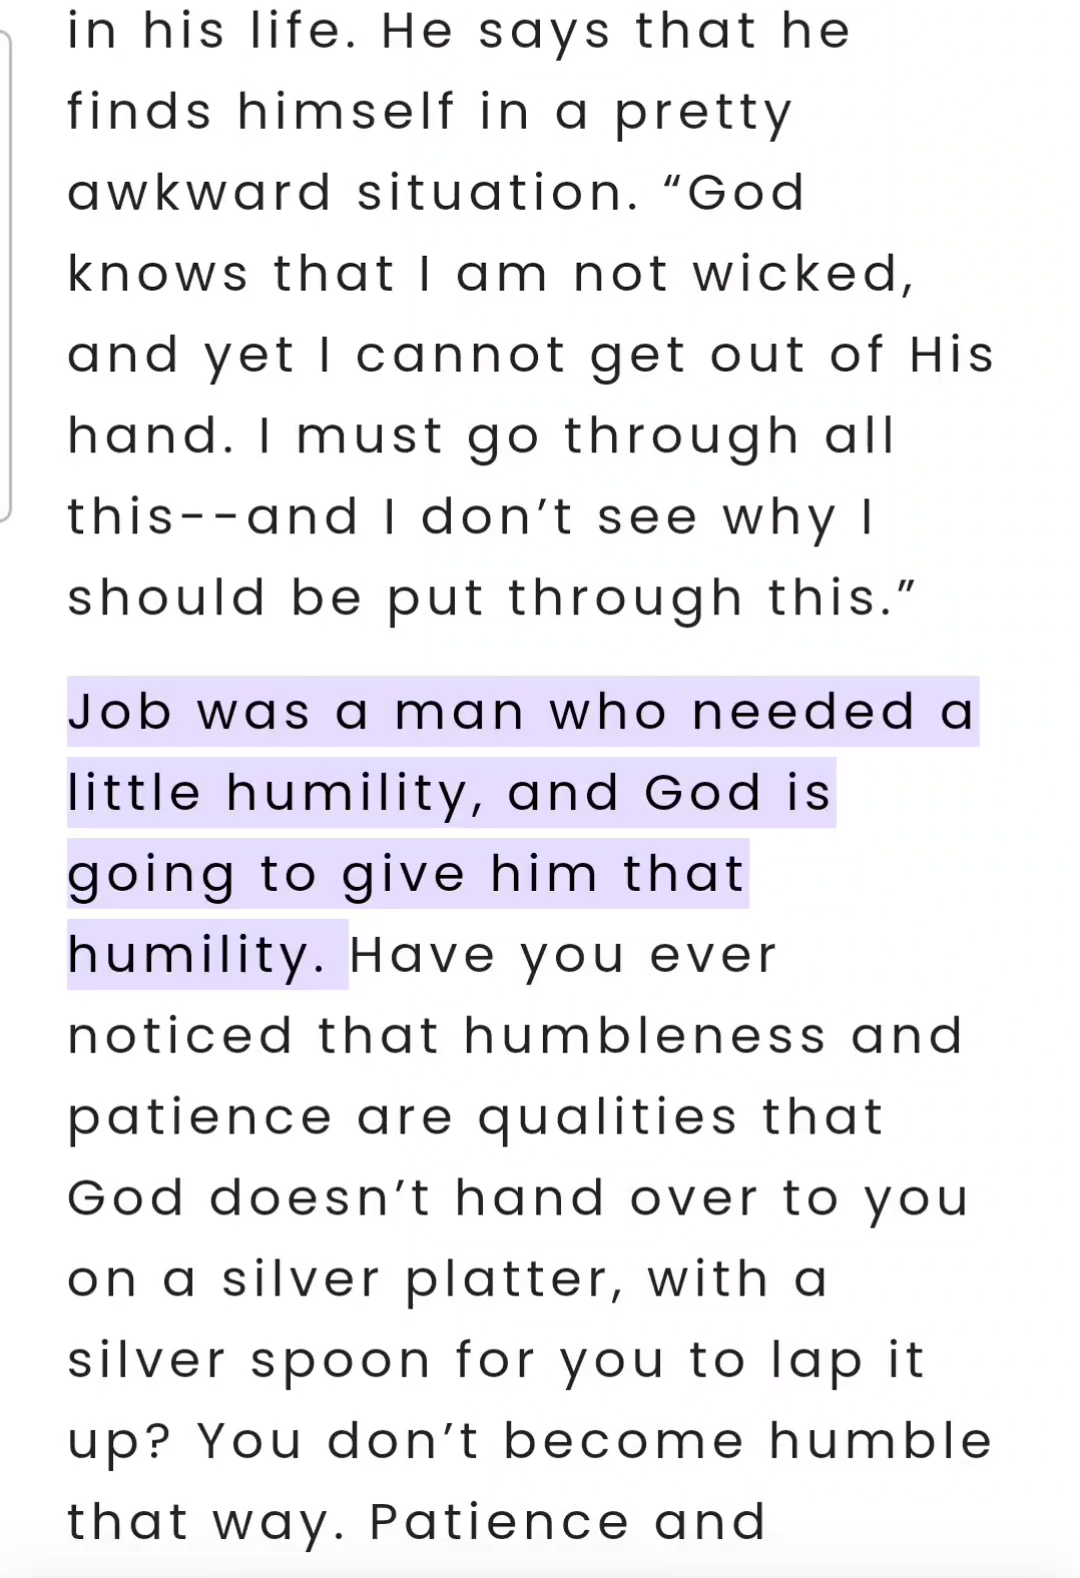 in his life. He says that he
finds himself in a pretty
awkward situation. “God
knows that I am not wicked,
and yet I cannot get out of His
hand. I must go through all
this--and I don’t see why I
should be put through this.”
Job was a man who needed a
little humility, and God is
going to give him that
humility. Have you ever
noticed that humbleness and
patience are qualities that
God doesn’t hand over to you
on a silver platter, with a
silver spoon for you to lap it
up? You don’t become humble
that way. Patience and